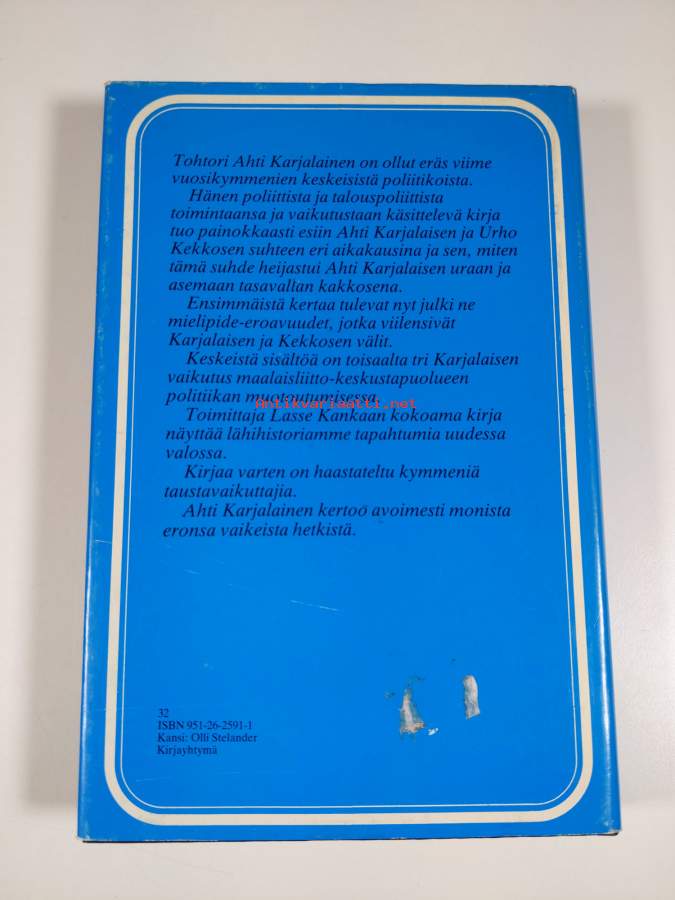 Tohtori Ahti Karjalainen on ollut eräs viime
vuosikymmenien keskeisistä poliitikoista.
Hänen poliittista ja talouspoliittista
toimintaansa ja vaikutustaan käsittelevä kirja
tuo painokkaasti esiin Ahti Karjalaisen ja Urho
Kekkosen suhteen eri aikakausina ja sen, miten
tämä suhde heijastui Ahti Karjalaisen uraan ja
asemaan tasavallan kakkosena.
Ensimmäistä kertaa tulevat nyt julki ne
mielipide-eroavuudet, jotka viilensivät
Karjalaisen ja Kekkosen välit.
Keskeistä sisältöä on toisaalta tri Karjalaisen
vaikutus maalaisliitto-keskustapuolueen
politiikan muotoutumisessa.
Antikvariaatti.net
Toimittaja Lasse Kankaan kokoama kirja
näyttää lähihistoriamme tapahtumia uudessa
valossa.
Kirjaa varten on haastateltu kymmeniä
taustavaikuttajia.
Ahti Karjalainen kertoo avoimesti monista
eronsa vaikeista hetkistä.
32
ISBN 951-26-2591-1
Kansi: Olli Stelander
Kirjayhtymä